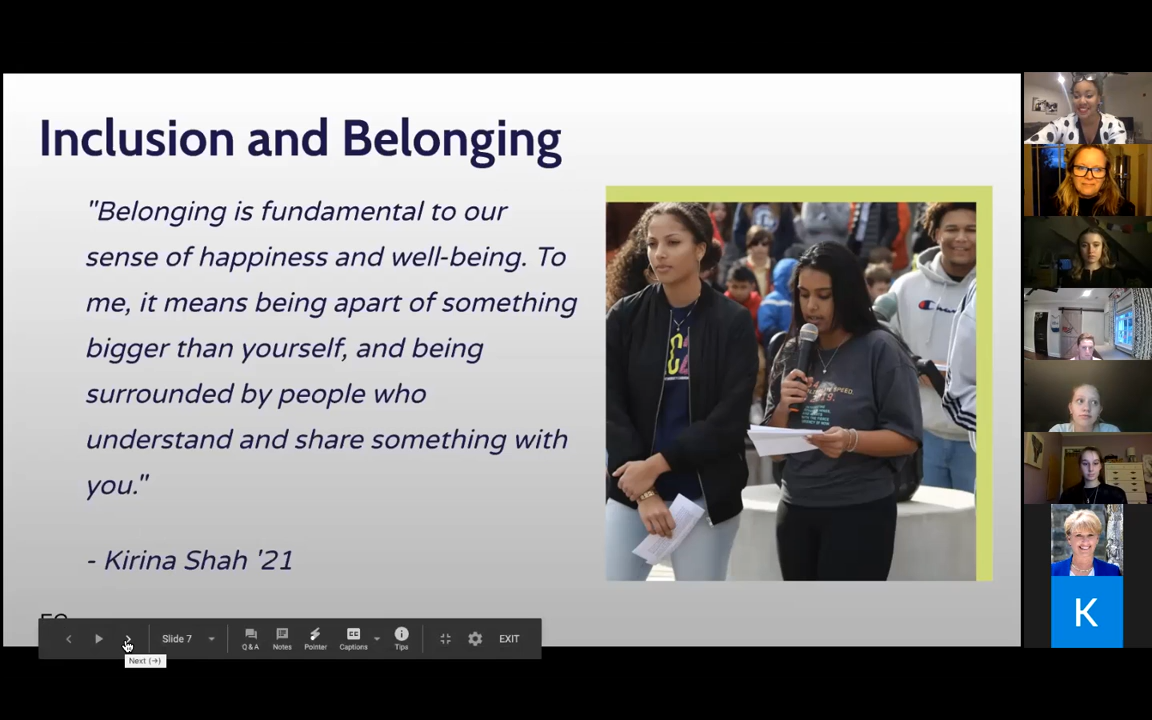 Inclusion and Belonging
"Belonging is fundamental to our
sense of happiness and well-being. To
me, it means being apart of something
bigger than yourself, and being
surrounded by people who
understand and share something with
you."
- Kirina Shah '21
Slide 7
Q & A
Notes
Pointer
CC
Captions
Tips
EXIT
Next (→)
K